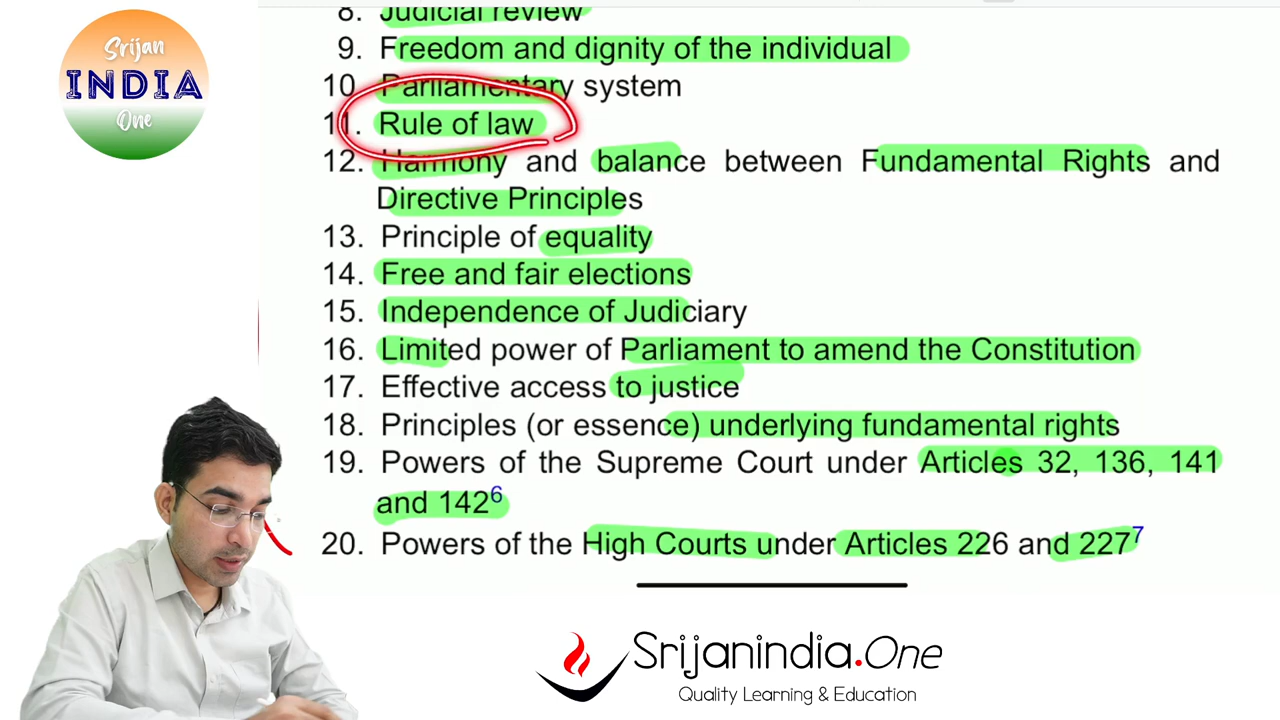 Srijan
INDIA
One
8. Judicial review
9. Freedom and dignity of the individual
10. Parliamentary system
11. Rule of law
12. Harmony and balance between Fundamental Rights and
Directive Principles
13. Principle of equality
14. Free and fair elections
15. Independence of Judiciary
16. Limited power of Parliament to amend the Constitution
17. Effective access to justice
18. Principles (or essence) underlying fundamental rights
19. Powers of the Supreme Court under Articles 32, 136, 141
and 142⁶
20. Powers of the High Courts under Articles 226 and 227⁷
Srijanindia.One
Quality Learning & Education